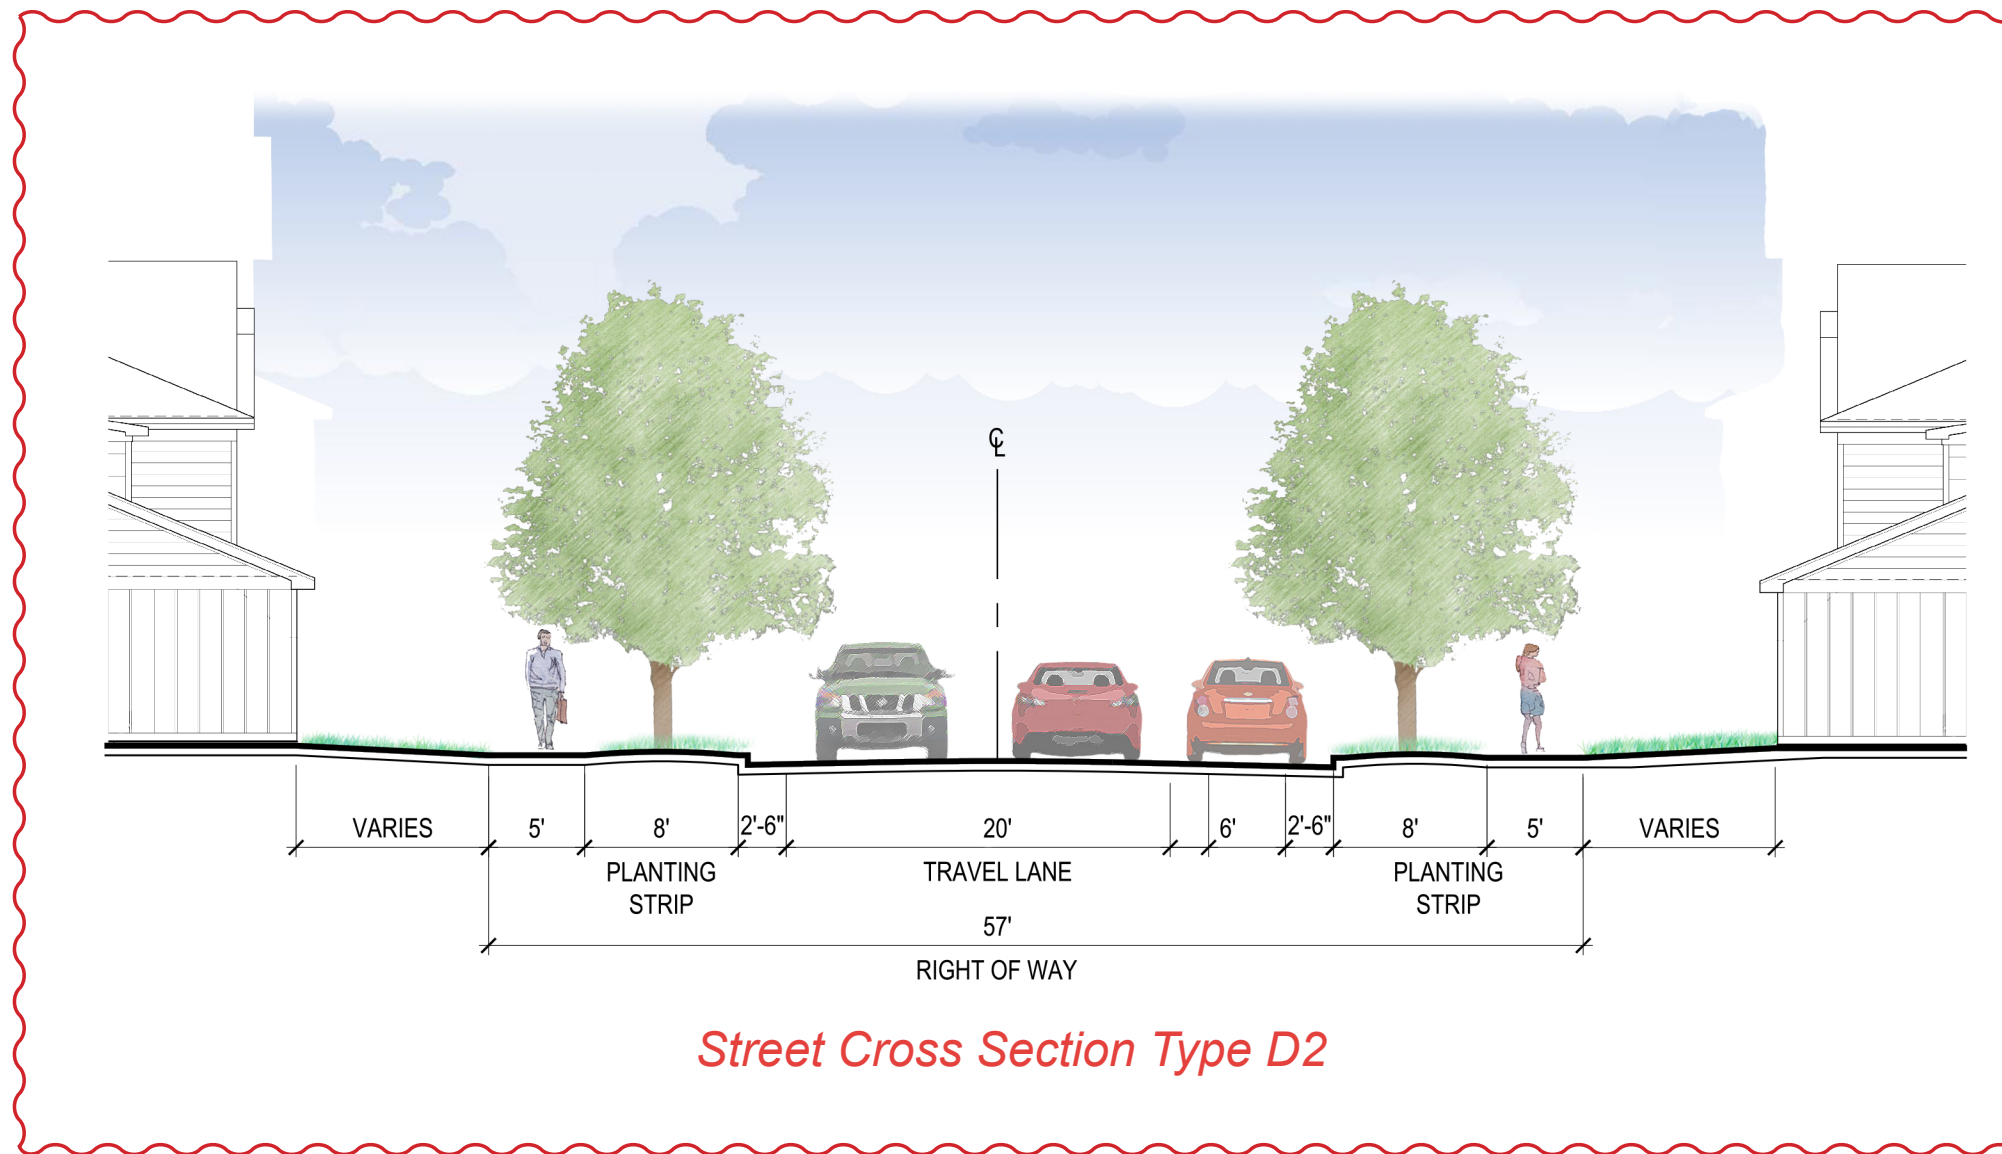 ℄
VARIES 5' 8' 2'-6" 20' 6' 2'-6" 8' 5' VARIES
PLANTING STRIP
TRAVEL LANE
PLANTING STRIP
57'
RIGHT OF WAY
Street Cross Section Type D2